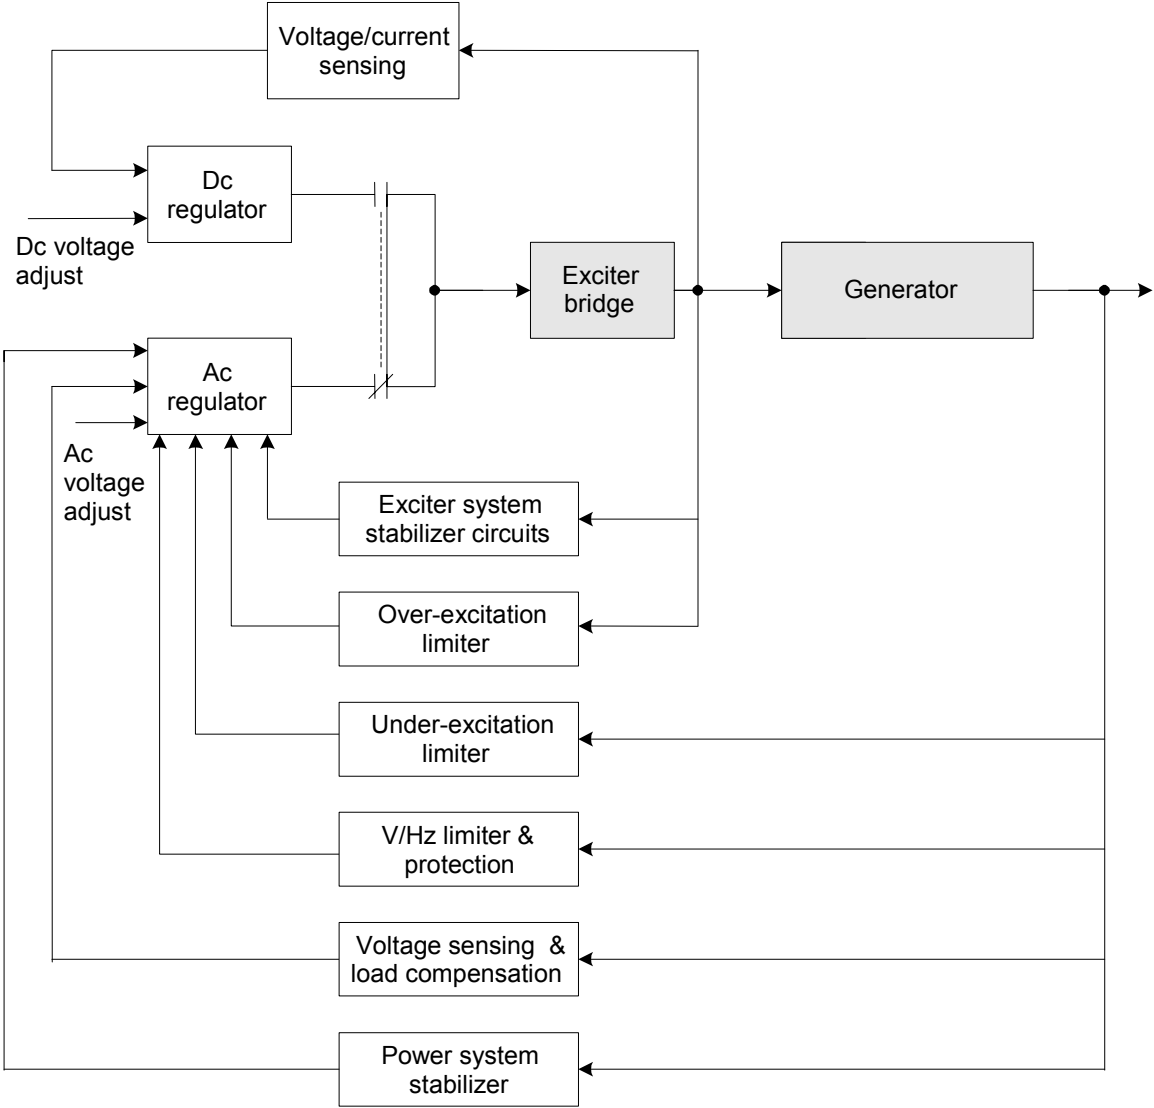 Voltage/current
sensing
Dc
regulator
Dc voltage
adjust
Exciter
bridge
Generator
Ac
regulator
Ac
voltage
adjust
Exciter system
stabilizer circuits
Over-excitation
limiter
Under-excitation
limiter
V/Hz limiter &
protection
Voltage sensing &
load compensation
Power system
stabilizer